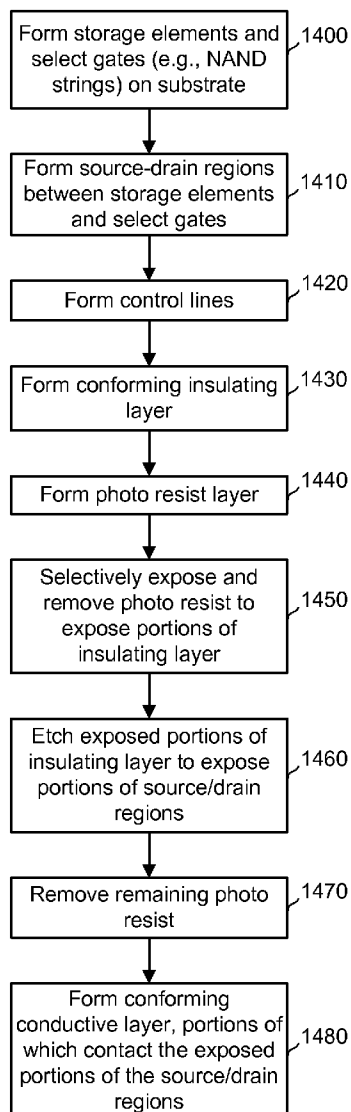 Form storage elements and
select gates (e.g., NAND
strings) on substrate
1400
Form source-drain regions
between storage elements
and select gates
1410
Form control lines
1420
Form conforming insulating
layer
1430
Form photo resist layer
1440
Selectively expose and
remove photo resist to
expose portions of
insulating layer
1450
Etch exposed portions of
insulating layer to expose
portions of source/drain
regions
1460
Remove remaining photo
resist
1470
Form conforming
conductive layer, portions of
which contact the exposed
portions of the source/drain
regions
1480